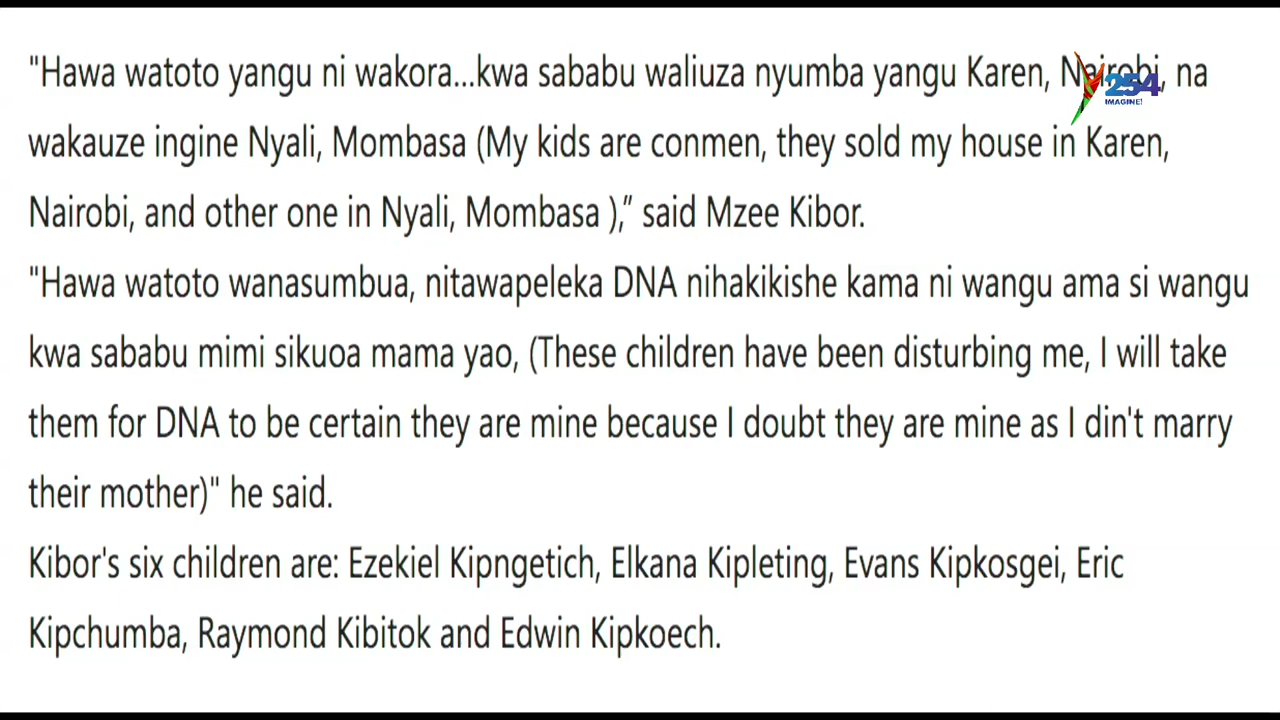 "Hawa watoto yangu ni wakora...kwa sababu waliuza nyumba yangu Karen, Nairobi, na
wakauze ingine Nyali, Mombasa (My kids are conmen, they sold my house in Karen,
Nairobi, and other one in Nyali, Mombasa )," said Mzee Kibor.
"Hawa watoto wanasumbua, nitawapeleka DNA nihakikishe kama ni wangu ama si wangu
kwa sababu mimi sikuoa mama yao, (These children have been disturbing me, I will take
them for DNA to be certain they are mine because I doubt they are mine as I din't marry
their mother)" he said.
Kibor's six children are: Ezekiel Kipngetich, Elkana Kipleting, Evans Kipkosgei, Eric
Kipchumba, Raymond Kibitok and Edwin Kipkoech.
Y254
IMAGINE!